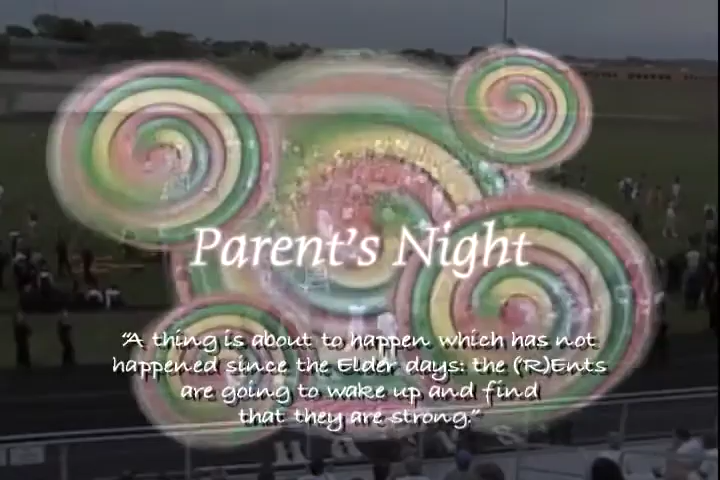 Parent's Night
"A thing is about to happen which has not
happened since the Elder days: the ('R)Ents
are going to wake up and find
that they are strong."